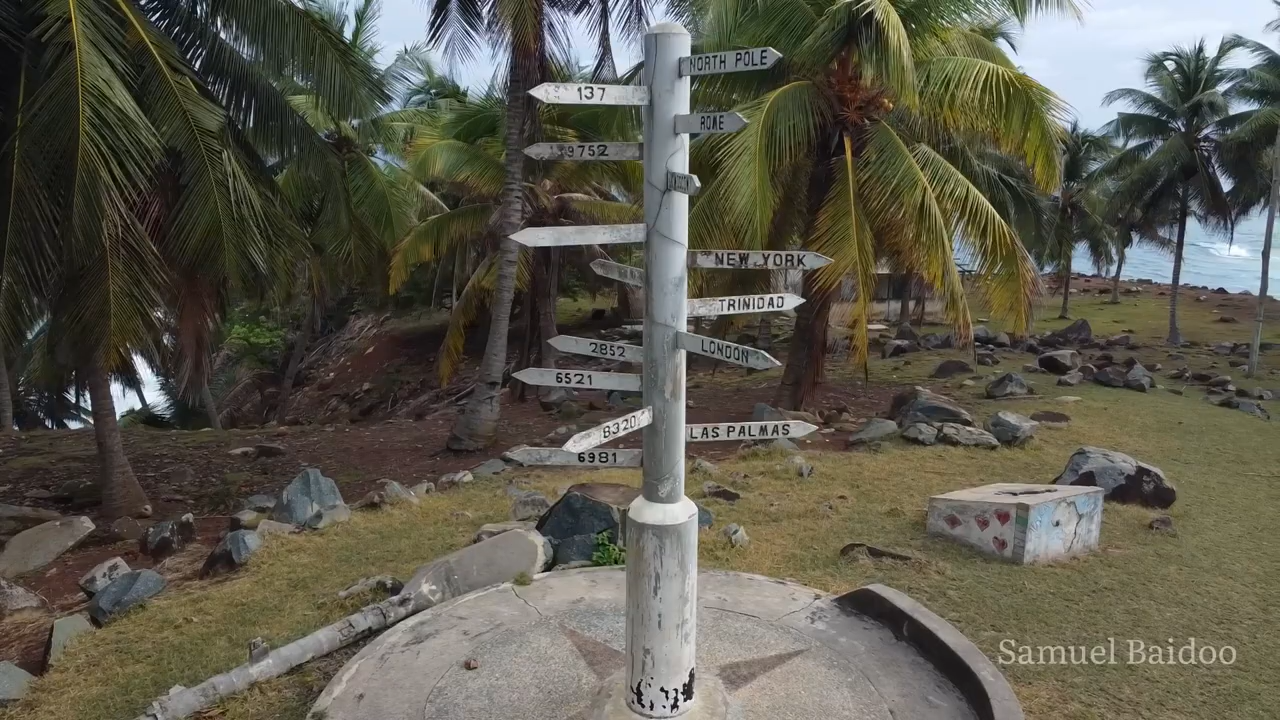 NORTH POLE
137
ROME
9752
NEW YORK
TRINIDAD
2852
LONDON
6521
8320
LAS PALMAS
6981
Samuel Baidoo